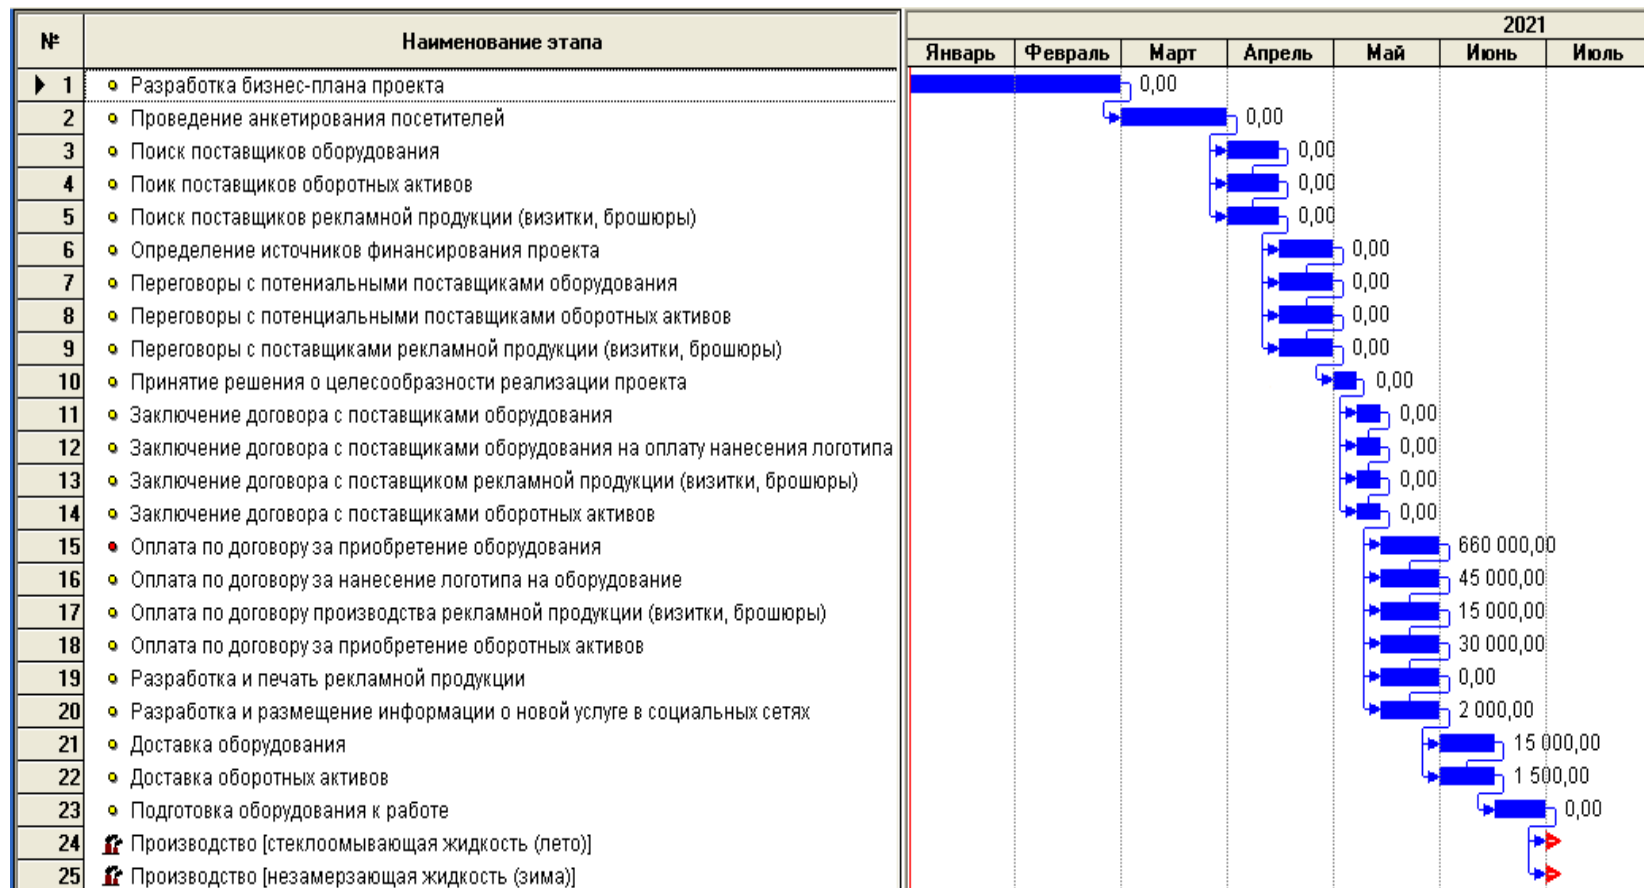 № Наименование этапа 2021
Январь Февраль Март Апрель Май Июнь Июль
1 Разработка бизнес-плана проекта 0,00
2 Проведение анкетирования посетителей 0,00
3 Поиск поставщиков оборудования 0,00
4 Поик поставщиков оборотных активов 0,00
5 Поиск поставщиков рекламной продукции (визитки, брошюры) 0,00
6 Определение источников финансирования проекта 0,00
7 Переговоры с потениальными поставщиками оборудования 0,00
8 Переговоры с потенциальными поставщиками оборотных активов 0,00
9 Переговоры с поставщиками рекламной продукции (визитки, брошюры) 0,00
10 Принятие решения о целесообразности реализации проекта 0,00
11 Заключение договора с поставщиками оборудования 0,00
12 Заключение договора с поставщиками оборудования на оплату нанесения логотипа 0,00
13 Заключение договора с поставщиком рекламной продукции (визитки, брошюры) 0,00
14 Заключение договора с поставщиками оборотных активов 0,00
15 Оплата по договору за приобретение оборудования 660 000,00
16 Оплата по договору за нанесение логотипа на оборудование 45 000,00
17 Оплата по договору производства рекламной продукции (визитки, брошюры) 15 000,00
18 Оплата по договору за приобретение оборотных активов 30 000,00
19 Разработка и печать рекламной продукции 0,00
20 Разработка и размещение информации о новой услуге в социальных сетях 2 000,00
21 Доставка оборудования 15 000,00
22 Доставка оборотных активов 1 500,00
23 Подготовка оборудования к работе 0,00
24 Производство [стеклоомывающая жидкость (лето)]
25 Производство [незамерзающая жидкость (зима)]